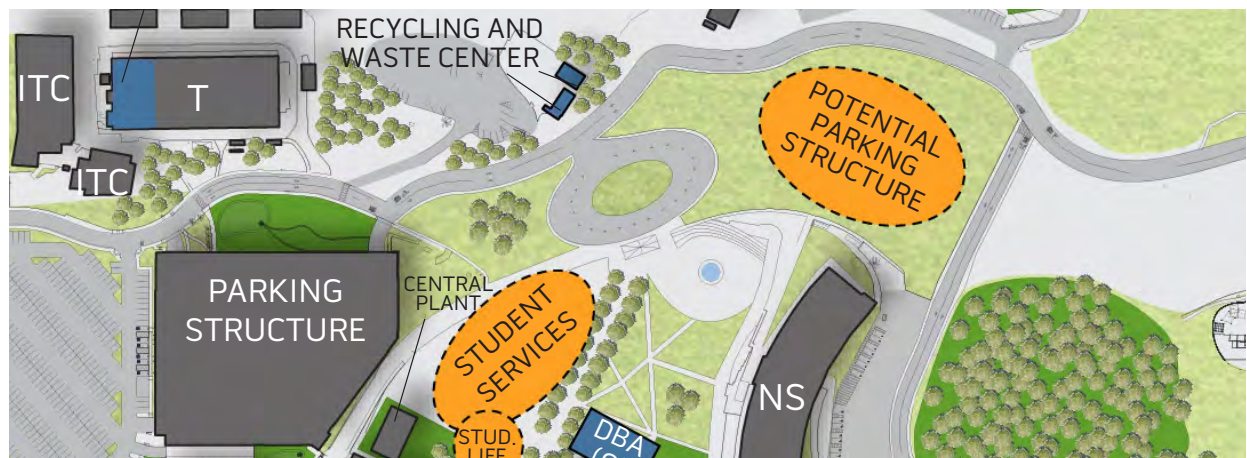 RECYCLING AND
WASTE CENTER
ITC
T
ITC
POTENTIAL
PARKING
STRUCTURE
PARKING
STRUCTURE
CENTRAL
PLANT
STUDENT
SERVICES
NS
STUD.
LIFE
DBA